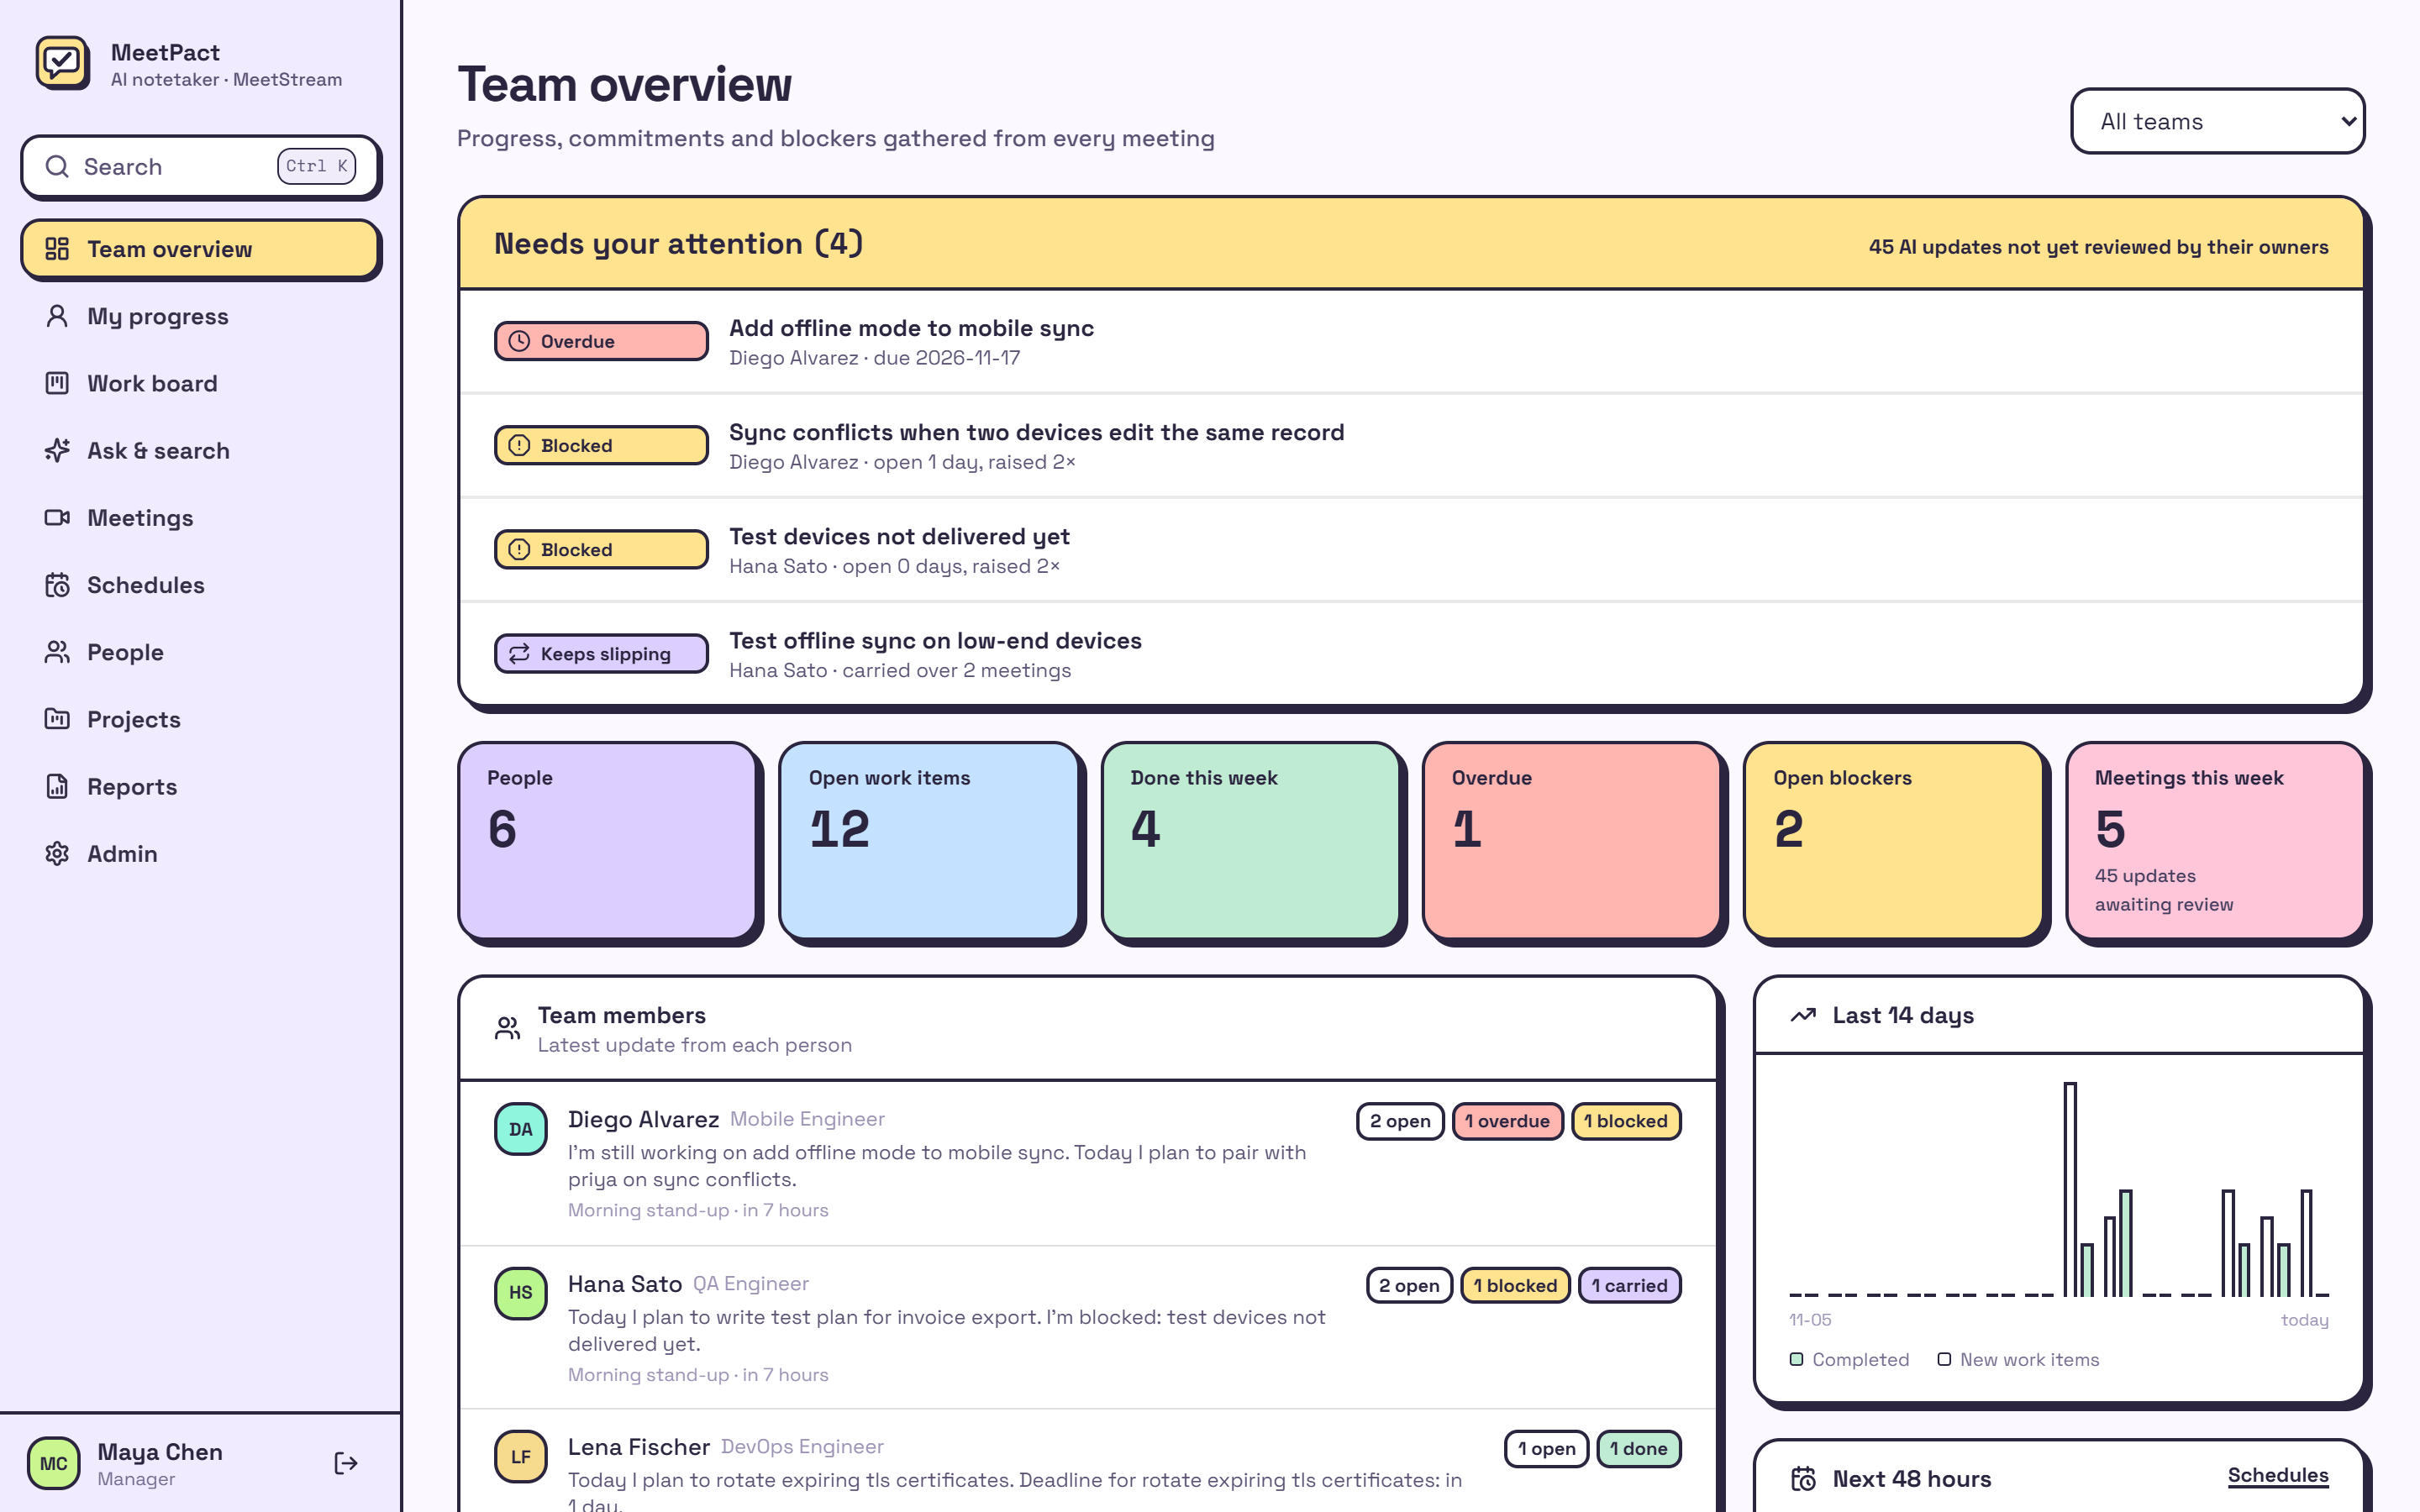 MeetPact
AI notetaker · MeetStream
Search
Ctrl K
Team overview
My progress
Work board
Ask & search
Meetings
Schedules
People
Projects
Reports
Admin
MC
Maya Chen
Manager
Team overview
Progress, commitments and blockers gathered from every meeting
All teams
Needs your attention (4)
45 AI updates not yet reviewed by their owners
Overdue
Add offline mode to mobile sync
Diego Alvarez · due 2026-11-17
Blocked
Sync conflicts when two devices edit the same record
Diego Alvarez · open 1 day, raised 2×
Blocked
Test devices not delivered yet
Hana Sato · open 0 days, raised 2×
Keeps slipping
Test offline sync on low-end devices
Hana Sato · carried over 2 meetings
People
6
Open work items
12
Done this week
4
Overdue
1
Open blockers
2
Meetings this week
5
45 updates
awaiting review
Team members
Latest update from each person
DA
Diego Alvarez Mobile Engineer
2 open
1 overdue
1 blocked
I'm still working on add offline mode to mobile sync. Today I plan to pair with
priya on sync conflicts.
Morning stand-up · in 7 hours
HS
Hana Sato QA Engineer
2 open
1 blocked
1 carried
Today I plan to write test plan for invoice export. I'm blocked: test devices not
delivered yet.
Morning stand-up · in 7 hours
LF
Lena Fischer DevOps Engineer
1 open
1 done
Today I plan to rotate expiring tls certificates. Deadline for rotate expiring tls certificates: in
1 day.
Last 14 days
11-05
today
Completed
New work items
Next 48 hours
Schedules